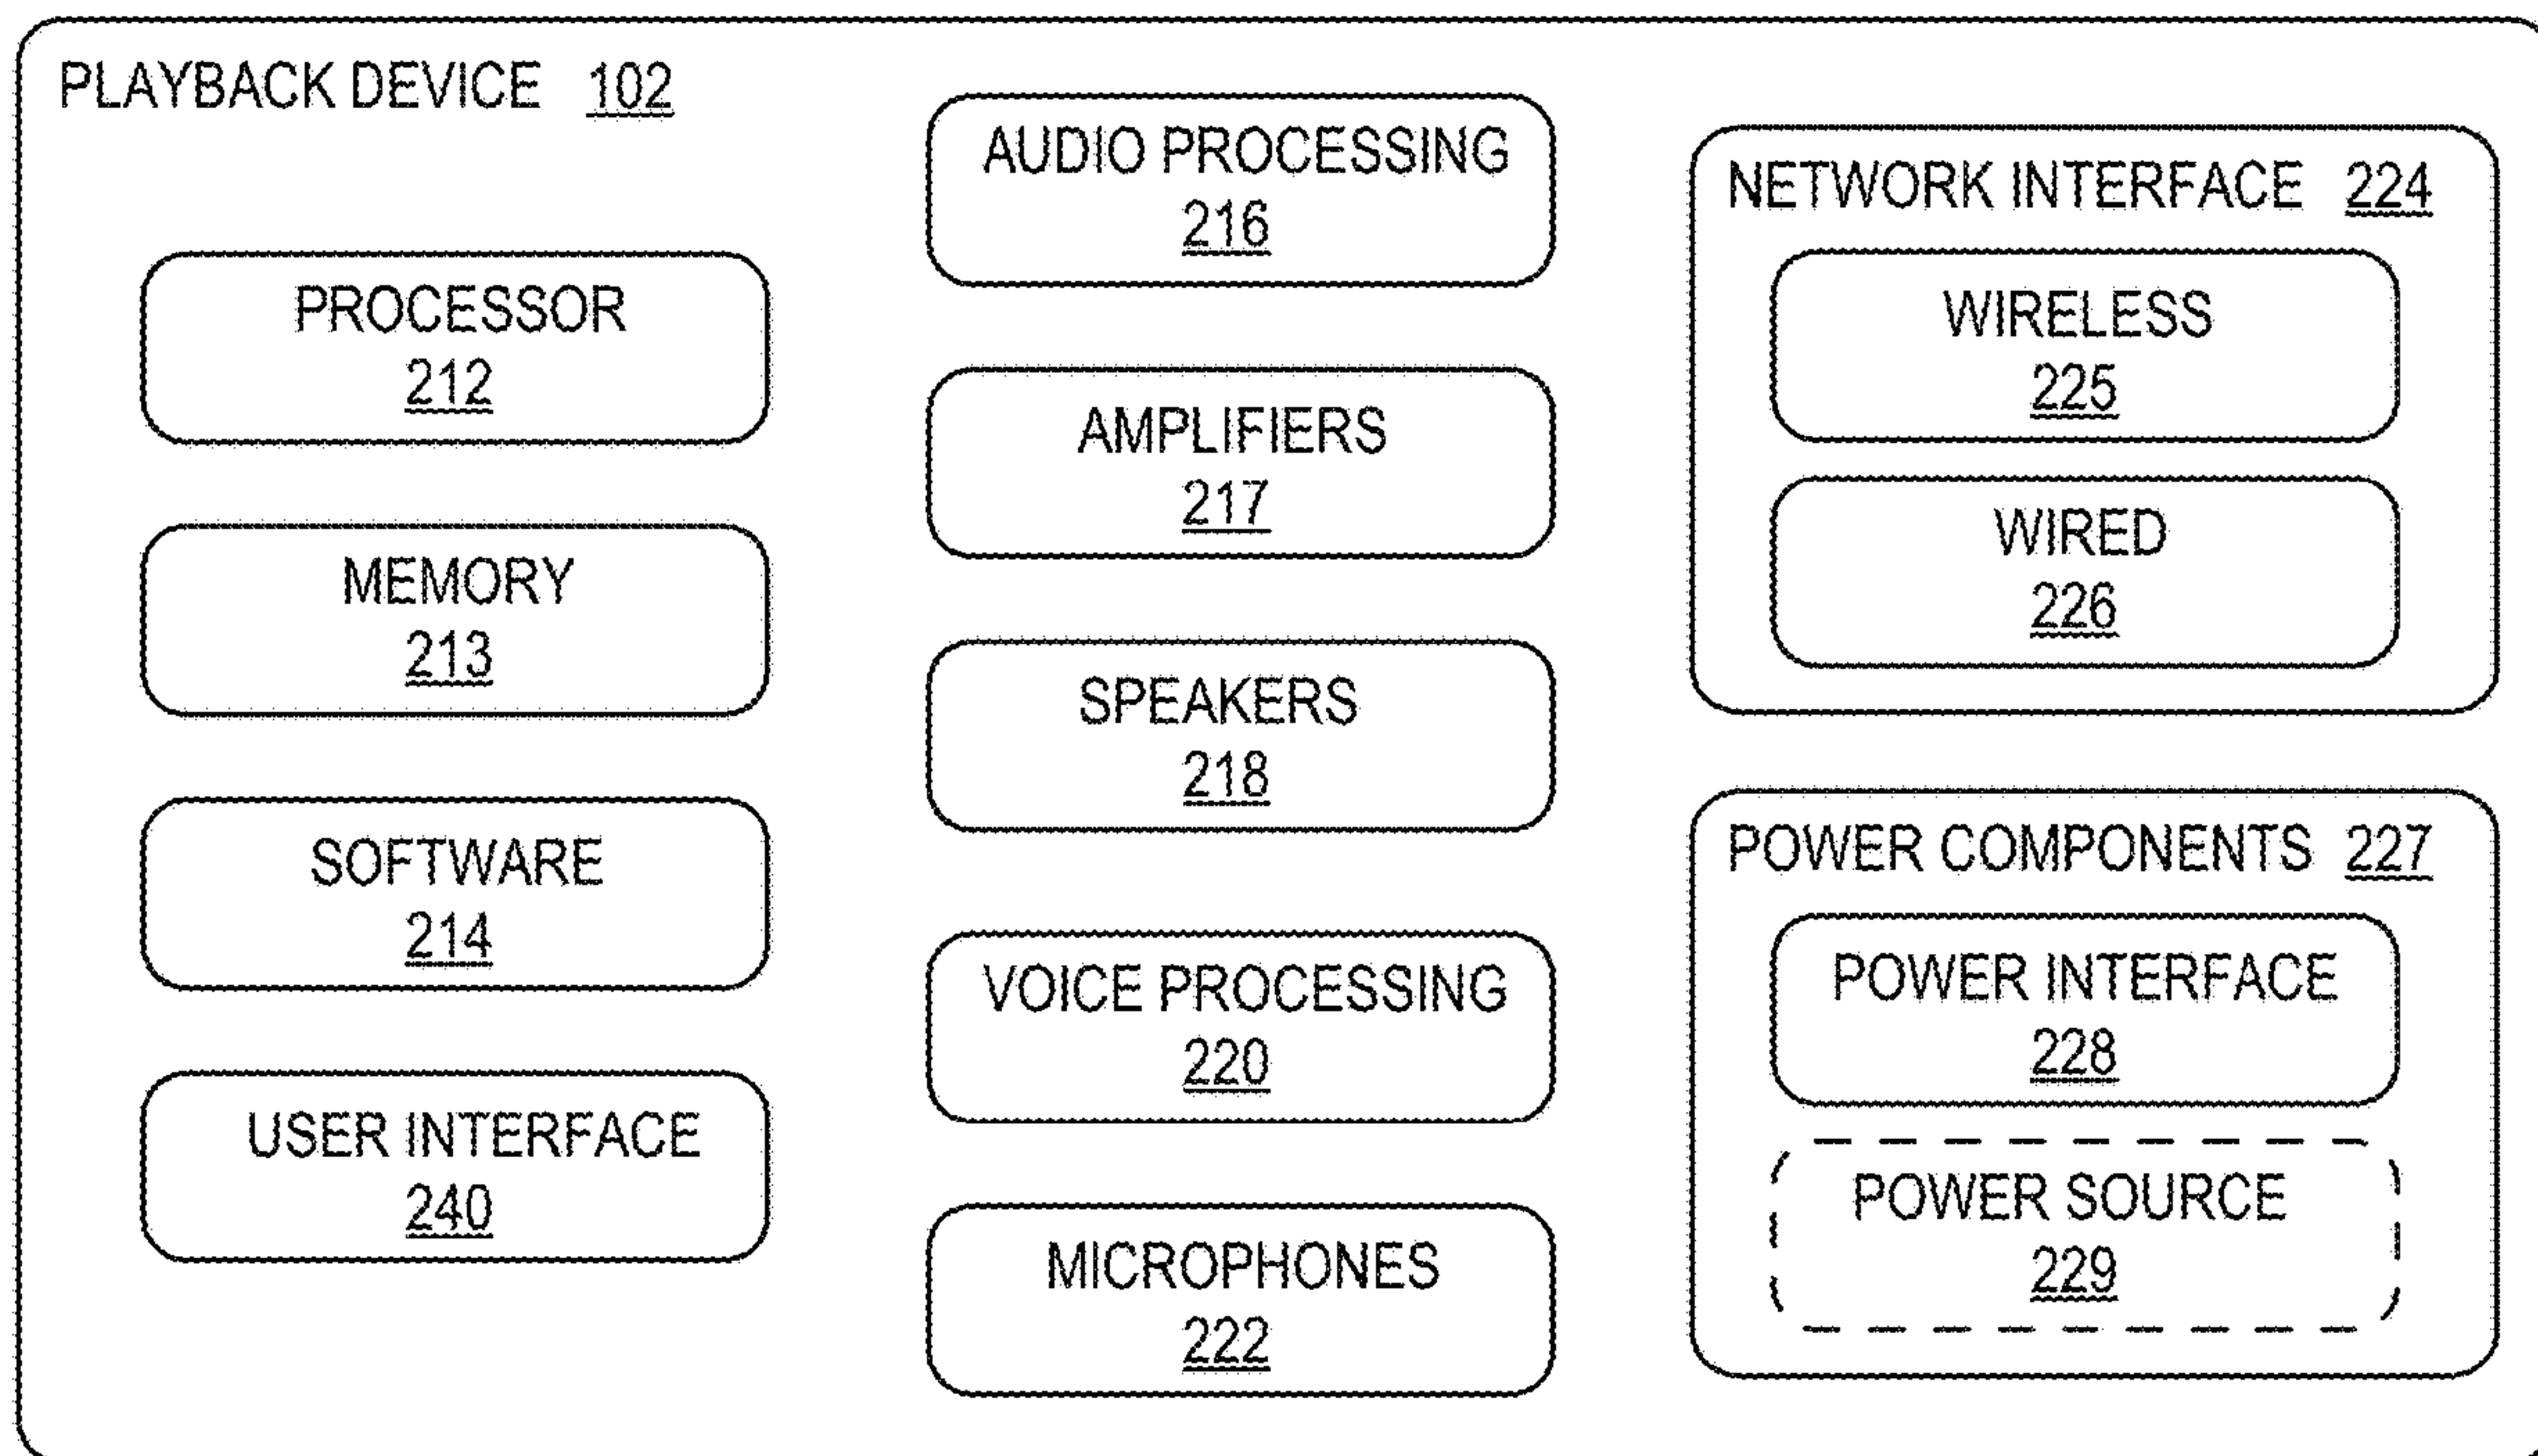 PLAYBACK DEVICE 102
PROCESSOR
212
MEMORY
213
SOFTWARE
214
USER INTERFACE
240
AUDIO PROCESSING
216
AMPLIFIERS
217
SPEAKERS
218
VOICE PROCESSING
220
MICROPHONES
222
NETWORK INTERFACE 224
WIRELESS
225
WIRED
226
POWER COMPONENTS 227
POWER INTERFACE
228
POWER SOURCE
229